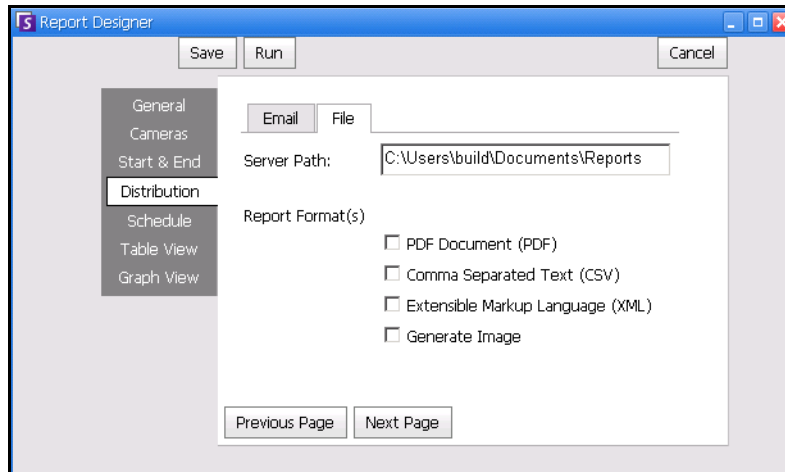 Report Designer
Save
Run
Cancel
General
Cameras
Start & End
Distribution
Schedule
Table View
Graph View
Email
File
Server Path:
C:\Users\build\Documents\Reports
Report Format(s)
PDF Document (PDF)
Comma Separated Text (CSV)
Extensible Markup Language (XML)
Generate Image
Previous Page
Next Page